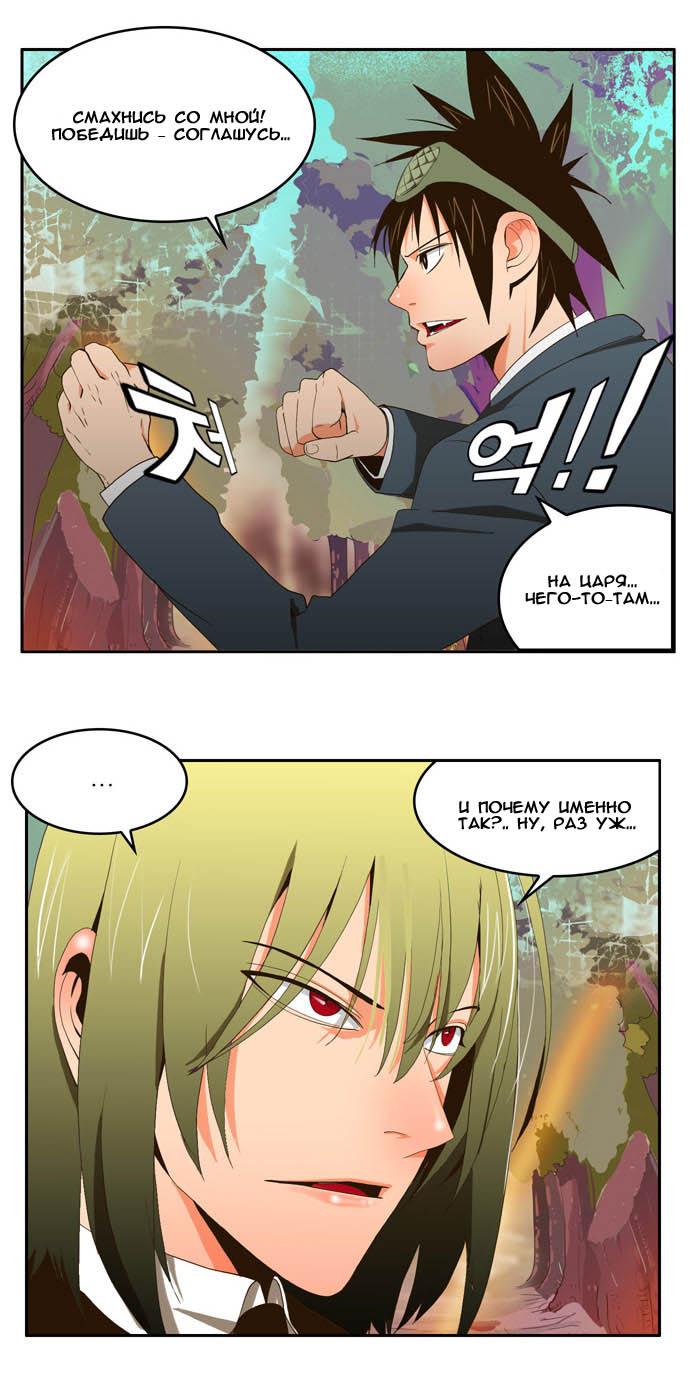 СМАХНИСЬ СО МНОЙ!
ПОБЕДИШЬ - СОГЛАШУСЬ...
처
억!!
НА ЦАРЯ...
ЧЕГО-ТО-ТАМ...
...
И ПОЧЕМУ ИМЕННО
ТАК?.. НУ, РАЗ УЖ...